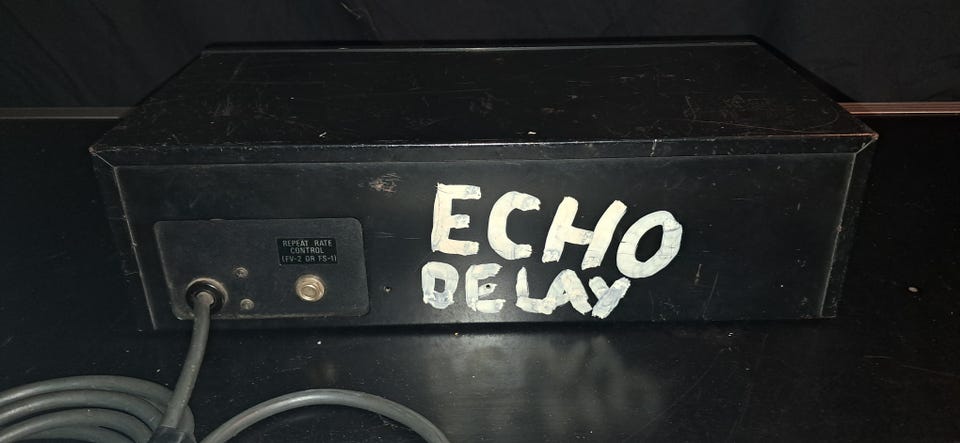 REPEAT RATE
CONTROL
(FV-2 OR FS-1)
ECHO
DELAY